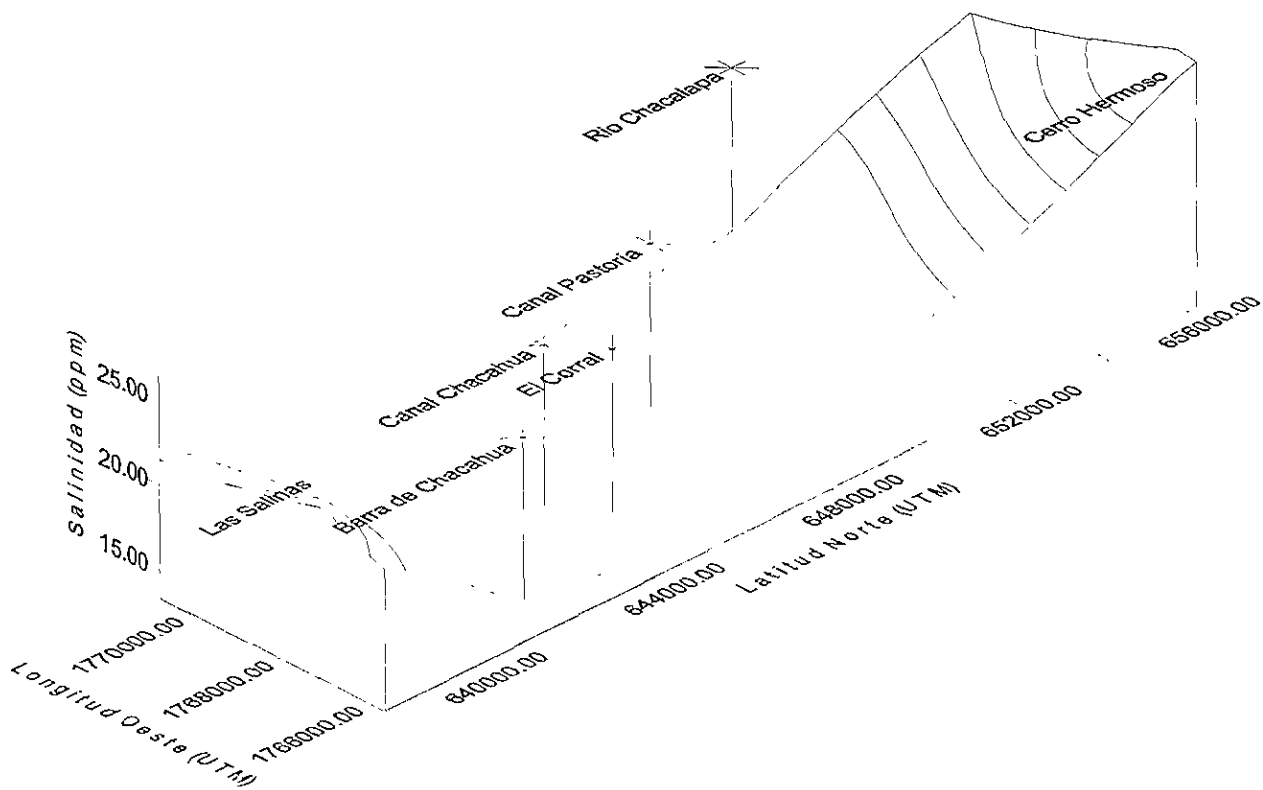 Rio Chacalapa
Cerro Hermoso
Canal Pastoría
Canal Chacahua
El Corral
Barra de Chacahua
Las Salinas
Salinidad (ppm)
25.00
20.00
15.00
1770000.00
1768000.00
1766000.00
Longitud Oeste (UTM)
640000.00
644000.00
648000.00
652000.00
656000.00
Latitud Norte (UTM)